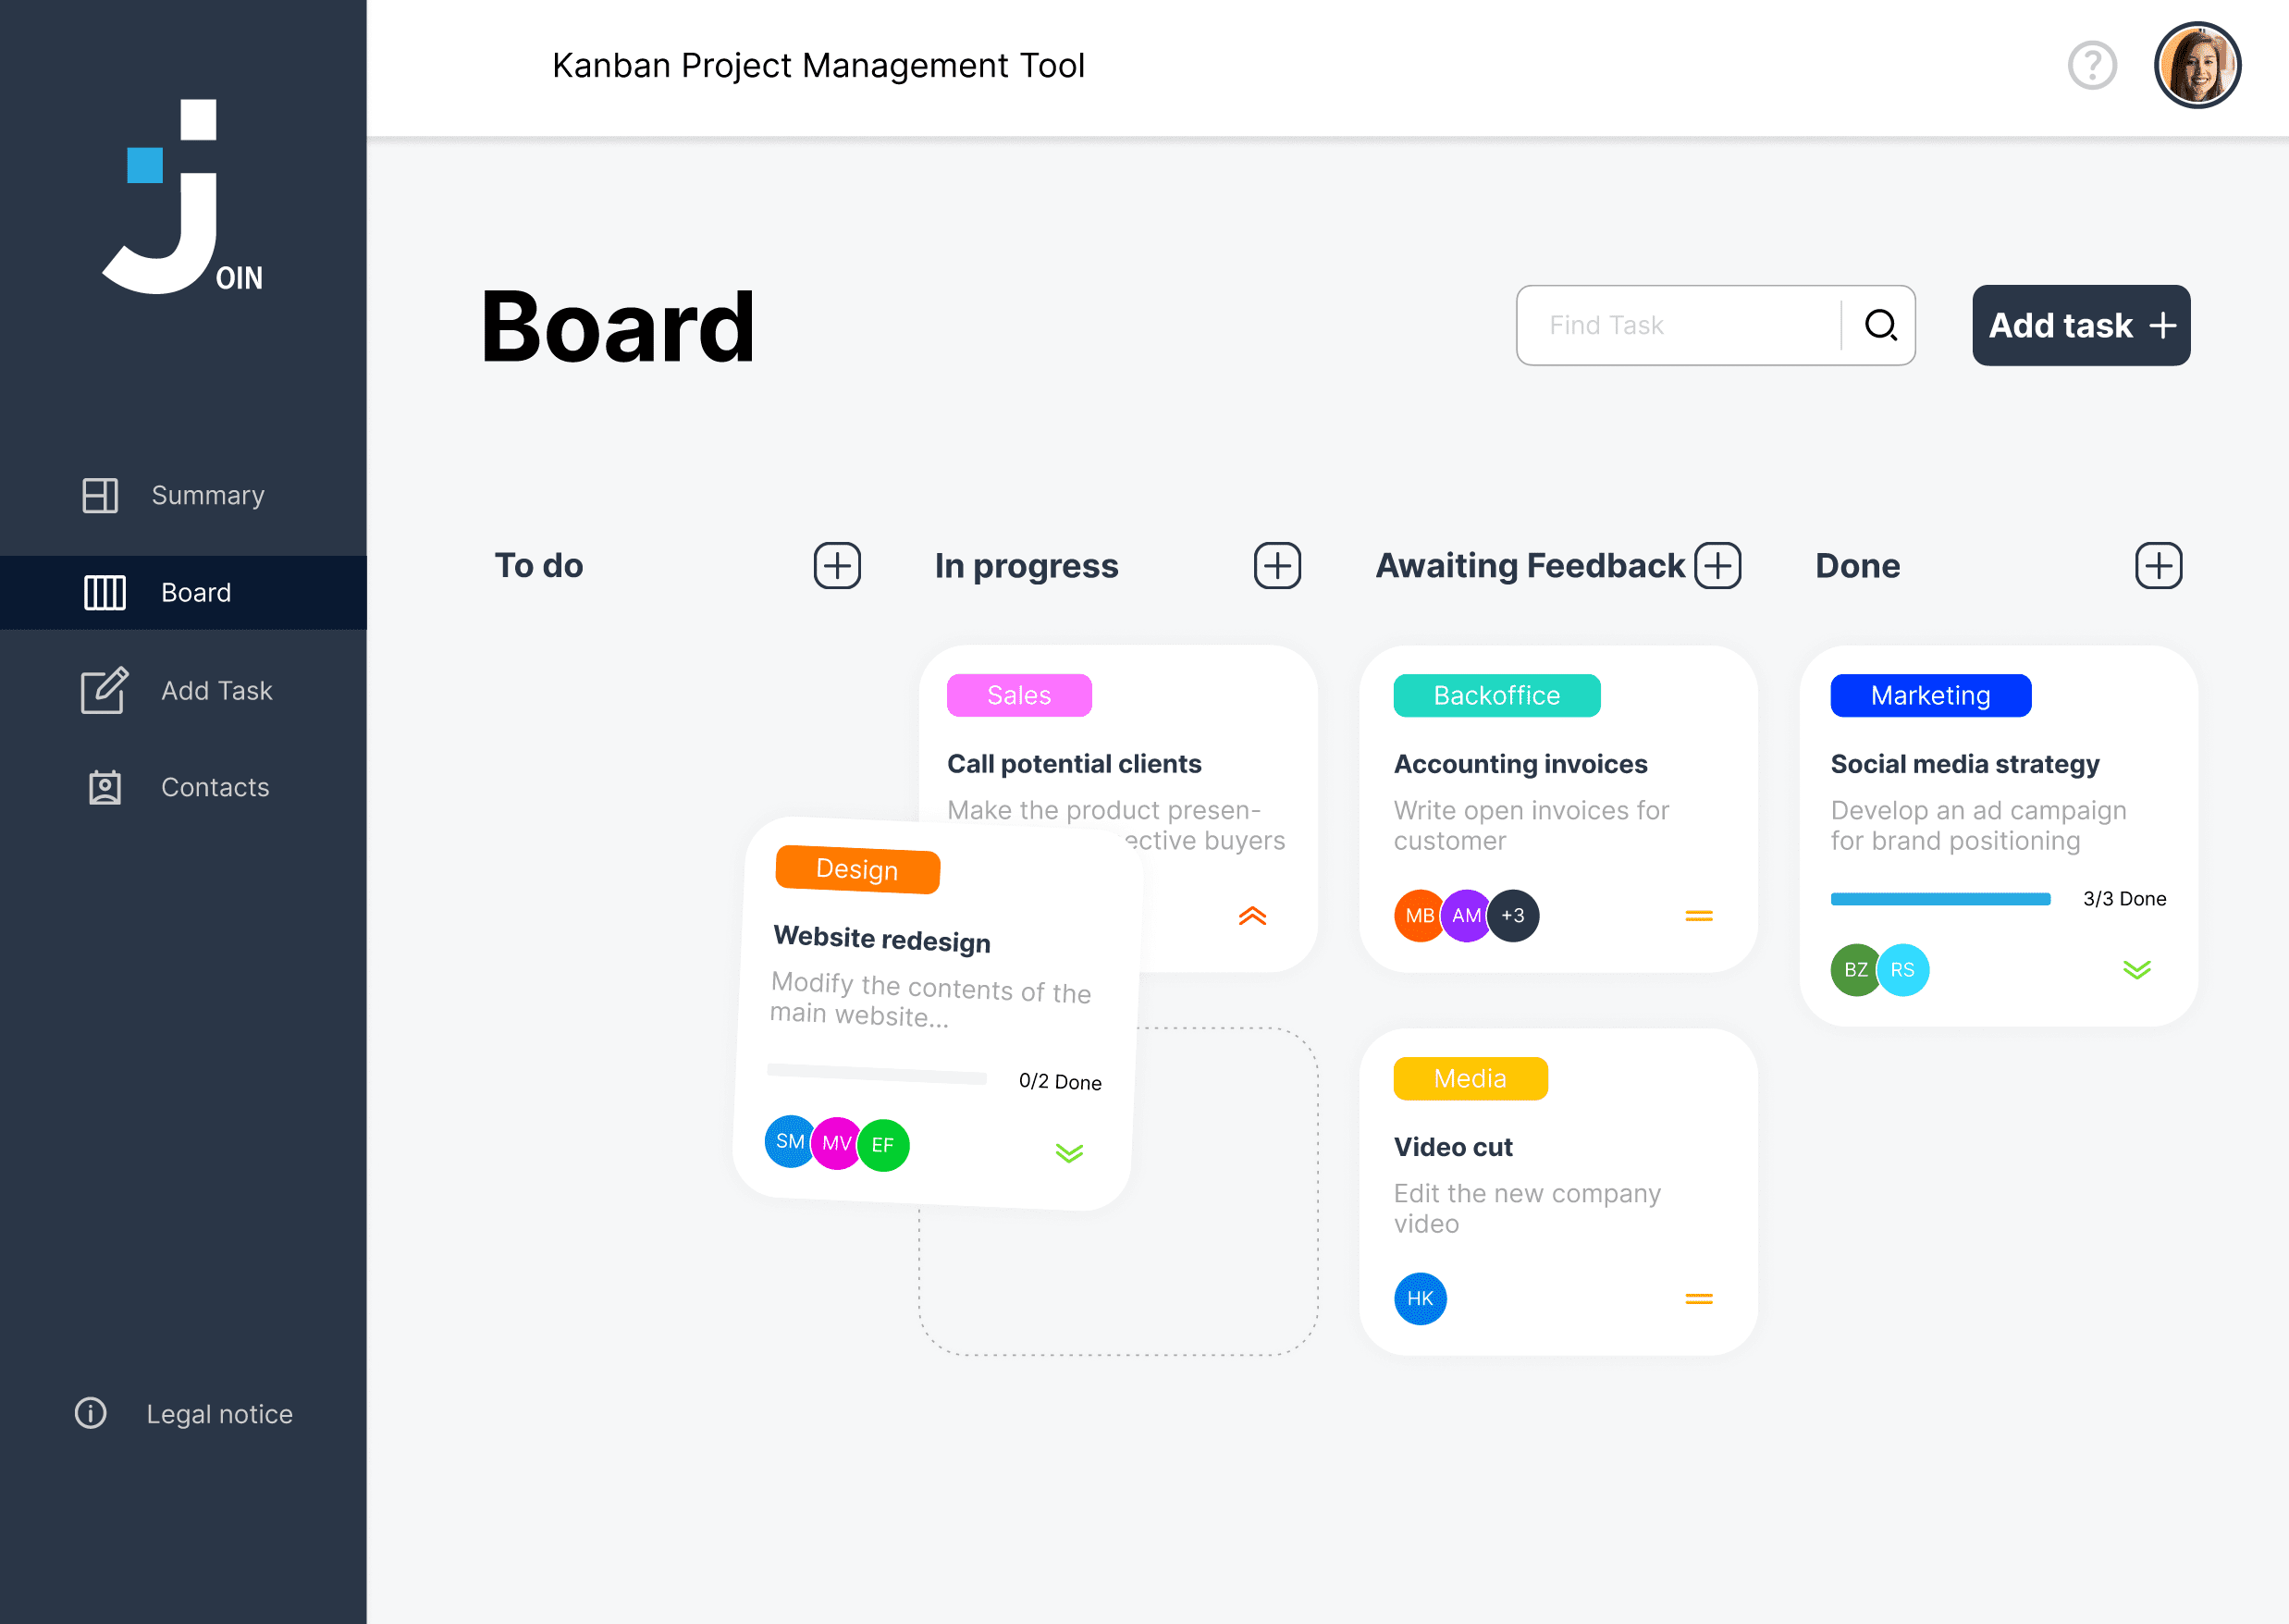 Kanban Project Management Tool
JOIN
Summary
Board
Add Task
Contacts
Legal notice
Board
Find Task
Add task
To do
In progress
Awaiting Feedback
Done
Sales
Call potential clients
Make the product presen-
ective buyers
Design
Website redesign
Modify the contents of the
main website...
0/2 Done
SM
MV
EF
Backoffice
Accounting invoices
Write open invoices for
customer
MB
AM
+3
Media
Video cut
Edit the new company
video
HK
Marketing
Social media strategy
Develop an ad campaign
for brand positioning
3/3 Done
BZ
RS